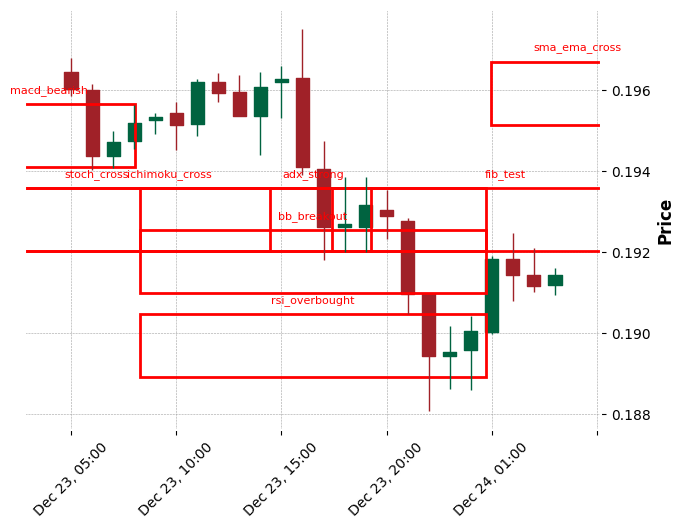 sma_ema_cross
macd_bearish
0.196
stoch_cross
ichimoku_cross
adx_strong
fib_test
0.194
bb_breakout
Price
0.192
rsi_overbought
0.190
0.188
Dec 23, 05:00
Dec 23, 10:00
Dec 23, 15:00
Dec 23, 20:00
Dec 24, 01:00